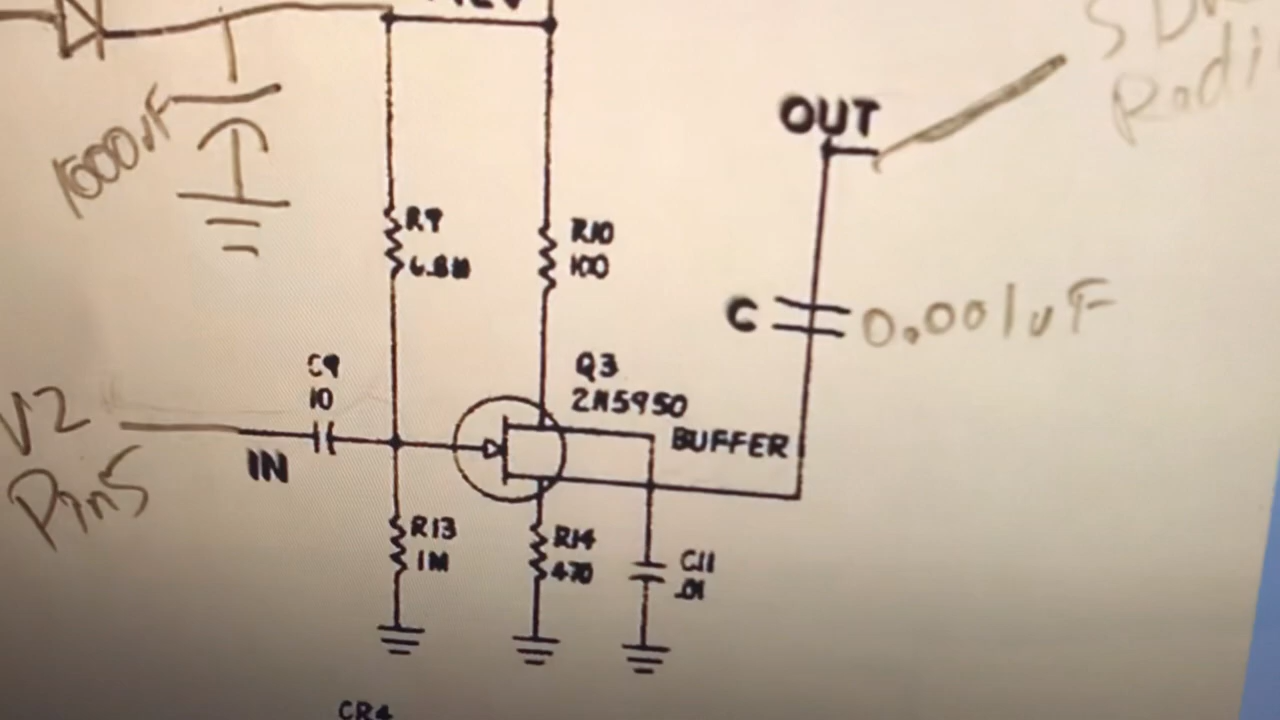 S
Radi
OUT
1000uF
R9
6.8M
R10
100
C
0.001uF
C9
10
Q3
2N5950
V2
BUFFER
IN
Pin5
R13
1M
R14
470
C11
.01
CR4